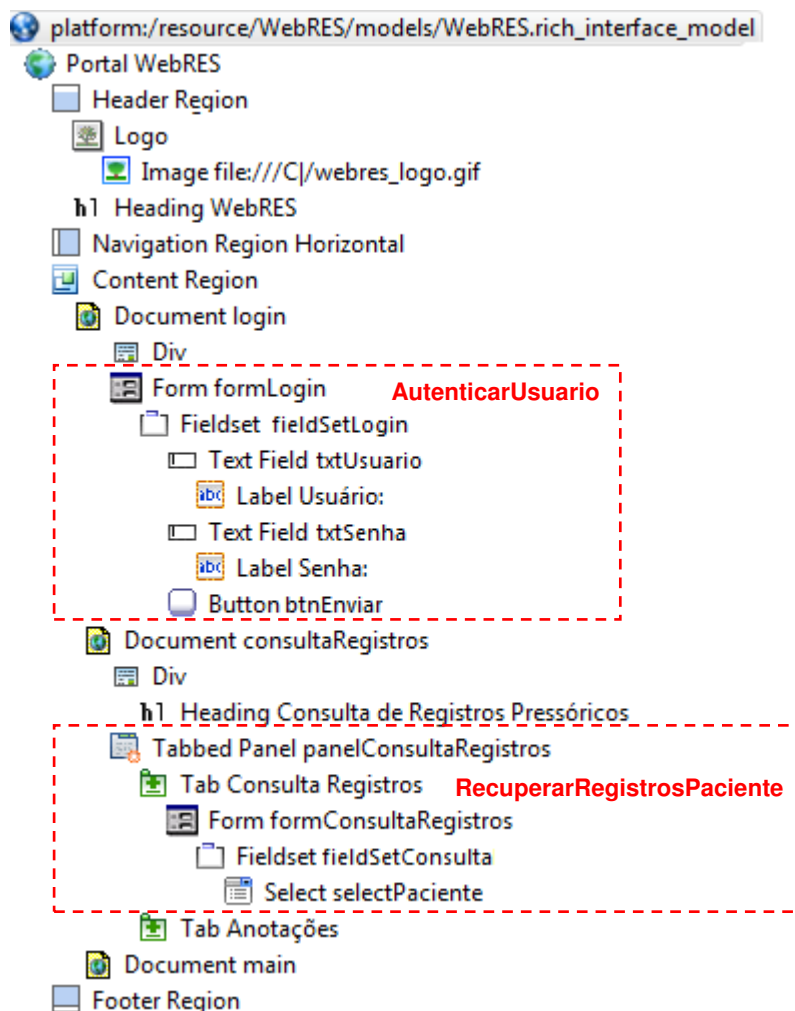 platform:/resource/WebRES/models/WebRES.rich_interface_model
Portal WebRES
Header Region
Logo
Image file:///C|/webres_logo.gif
h1 Heading WebRES
Navigation Region Horizontal
Content Region
Document login
Div
Form formLogin AutenticarUsuario
Fieldset fieldSetLogin
Text Field txtUsuario
abc Label Usuário:
Text Field txtSenha
abc Label Senha:
Button btnEnviar
Document consultaRegistros
Div
h1 Heading Consulta de Registros Pressóricos
Tabbed Panel panelConsultaRegistros
Tab Consulta Registros RecuperarRegistrosPaciente
Form formConsultaRegistros
Fieldset fieldSetConsulta
Select selectPaciente
Tab Anotações
Document main
Footer Region